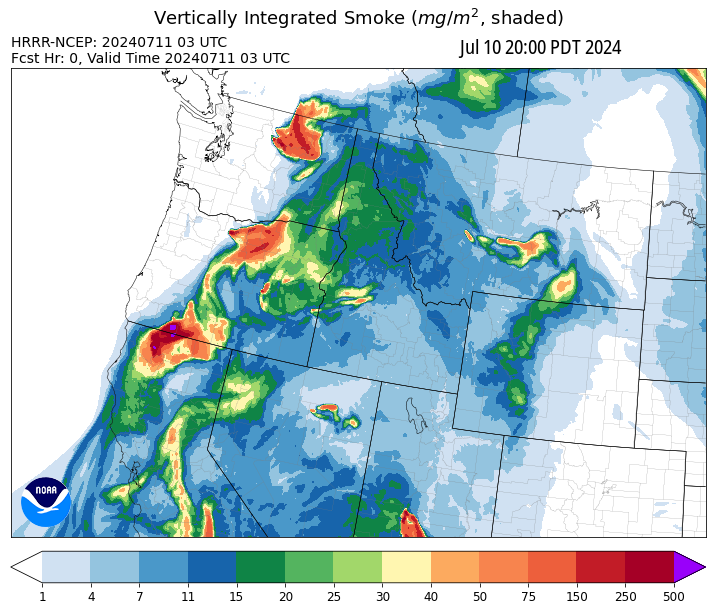 Vertically Integrated Smoke (mg/m², shaded)
HRRR-NCEP: 20240711 03 UTC
Fcst Hr: 0, Valid Time 20240711 03 UTC
Jul 10 20:00 PDT 2024
NOAA
1 4 7 11 15 20 25 30 40 50 75 150 250 500